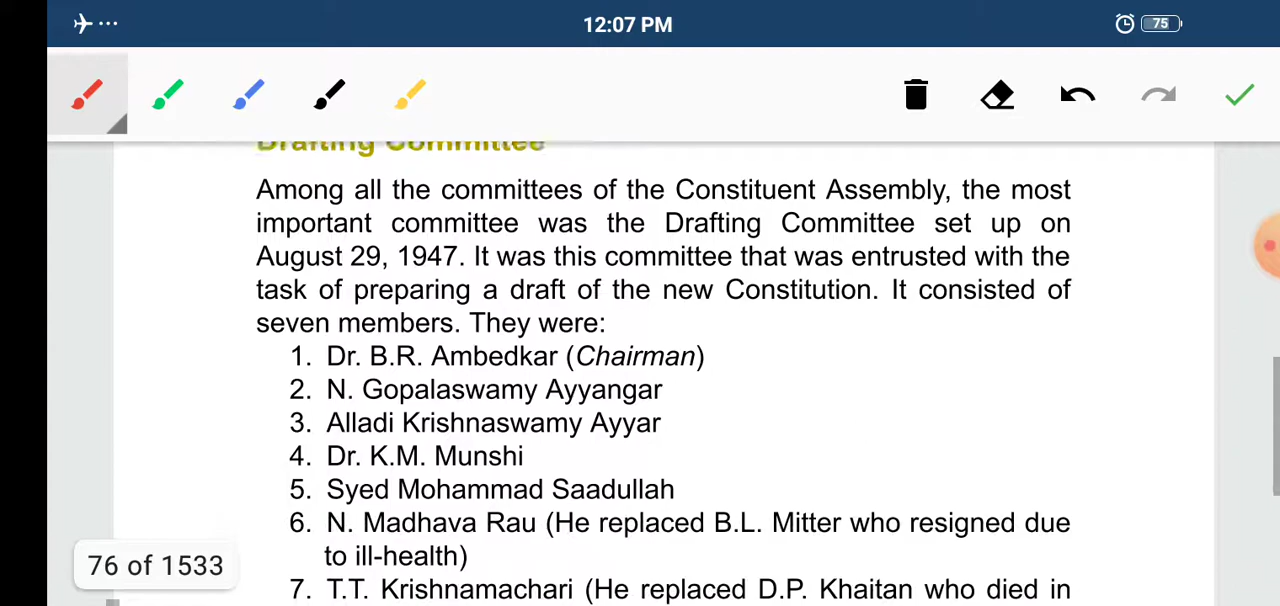 12:07 PM
75
Drafting Committee
Among all the committees of the Constituent Assembly, the most
important committee was the Drafting Committee set up on
August 29, 1947. It was this committee that was entrusted with the
task of preparing a draft of the new Constitution. It consisted of
seven members. They were:
1. Dr. B.R. Ambedkar (Chairman)
2. N. Gopalaswamy Ayyangar
3. Alladi Krishnaswamy Ayyar
4. Dr. K.M. Munshi
5. Syed Mohammad Saadullah
6. N. Madhava Rau (He replaced B.L. Mitter who resigned due
to ill-health)
76 of 1533
7. T.T. Krishnamachari (He replaced D.P. Khaitan who died in